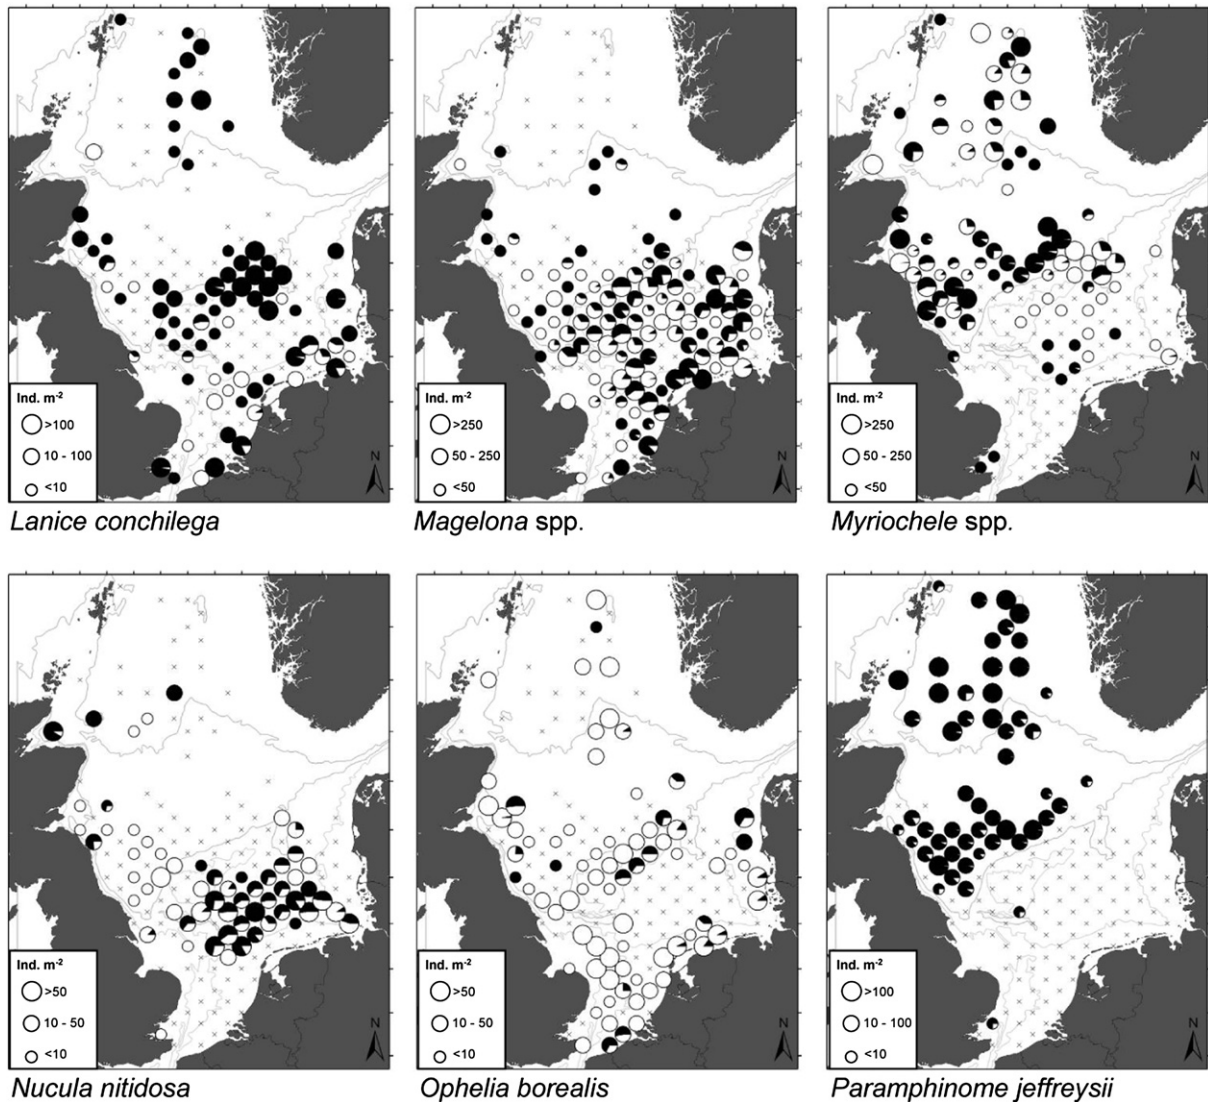 Ind. m-2
>100
10 - 100
<10
N
Lanice conchilega
Ind. m-2
>250
50 - 250
<50
N
Magelona spp.
Ind. m-2
>250
50 - 250
<50
N
Myriochele spp.
Ind. m-2
>50
10 - 50
<10
N
Nucula nitidosa
Ind. m-2
>50
10 - 50
<10
N
Ophelia borealis
Ind. m-2
>100
10 - 100
<10
N
Paramphinome jeffreysii